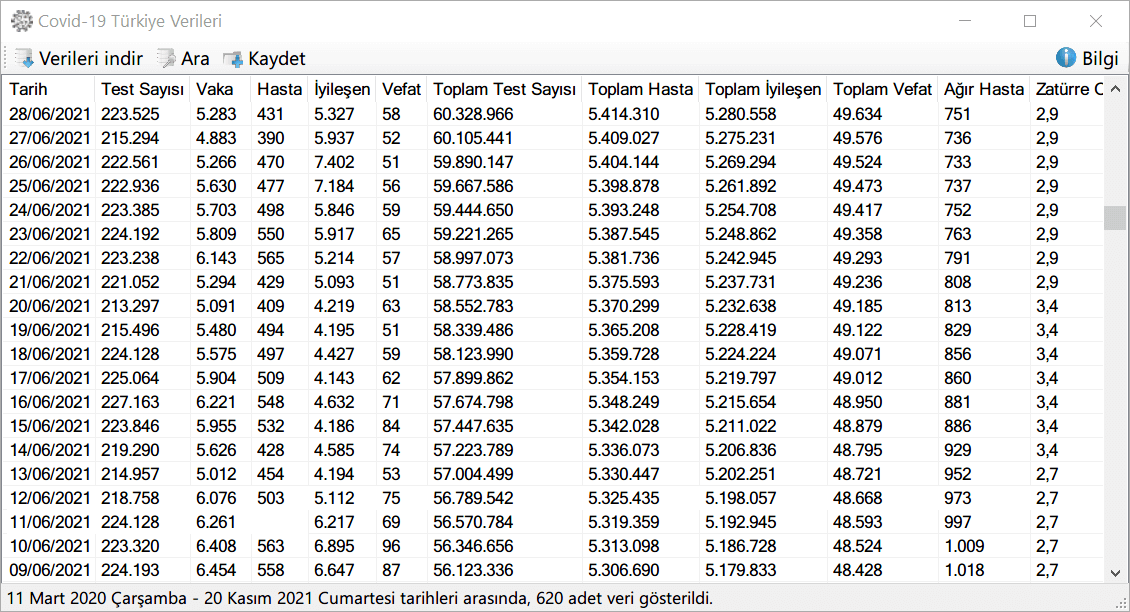 Covid-19 Türkiye Verileri
Verileri indir Ara Kaydet Bilgi
Tarih Test Sayısı Vaka Hasta İyileşen Vefat Toplam Test Sayısı Toplam Hasta Toplam İyileşen Toplam Vefat Ağır Hasta Zatürre
28/06/2021 223.525 5.283 431 5.327 58 60.328.966 5.414.310 5.280.558 49.634 751 2,9
27/06/2021 215.294 4.883 390 5.937 52 60.105.441 5.409.027 5.275.231 49.576 736 2,9
26/06/2021 222.561 5.266 470 7.402 51 59.890.147 5.404.144 5.269.294 49.524 733 2,9
25/06/2021 222.936 5.630 477 7.184 56 59.667.586 5.398.878 5.261.892 49.473 737 2,9
24/06/2021 223.385 5.703 498 5.846 59 59.444.650 5.393.248 5.254.708 49.417 752 2,9
23/06/2021 224.192 5.809 550 5.917 65 59.221.265 5.387.545 5.248.862 49.358 763 2,9
22/06/2021 223.238 6.143 565 5.214 57 58.997.073 5.381.736 5.242.945 49.293 791 2,9
21/06/2021 221.052 5.294 429 5.093 51 58.773.835 5.375.593 5.237.731 49.236 808 2,9
20/06/2021 213.297 5.091 409 4.219 63 58.552.783 5.370.299 5.232.638 49.185 813 3,4
19/06/2021 215.496 5.480 494 4.195 51 58.339.486 5.365.208 5.228.419 49.122 829 3,4
18/06/2021 224.128 5.575 497 4.427 59 58.123.990 5.359.728 5.224.224 49.071 856 3,4
17/06/2021 225.064 5.904 509 4.143 62 57.899.862 5.354.153 5.219.797 49.012 860 3,4
16/06/2021 227.163 6.221 548 4.632 71 57.674.798 5.348.249 5.215.654 48.950 881 3,4
15/06/2021 223.846 5.955 532 4.186 84 57.447.635 5.342.028 5.211.022 48.879 886 3,4
14/06/2021 219.290 5.626 428 4.585 74 57.223.789 5.336.073 5.206.836 48.795 929 3,4
13/06/2021 214.957 5.012 454 4.194 53 57.004.499 5.330.447 5.202.251 48.721 952 2,7
12/06/2021 218.758 6.076 503 5.112 75 56.789.542 5.325.435 5.198.057 48.668 973 2,7
11/06/2021 224.128 6.261 6.217 69 56.570.784 5.319.359 5.192.945 48.593 997 2,7
10/06/2021 223.320 6.408 563 6.895 96 56.346.656 5.313.098 5.186.728 48.524 1.009 2,7
09/06/2021 224.193 6.454 558 6.647 87 56.123.336 5.306.690 5.179.833 48.428 1.018 2,7
11 Mart 2020 Çarşamba - 20 Kasım 2021 Cumartesi tarihleri arasında, 620 adet veri gösterildi.